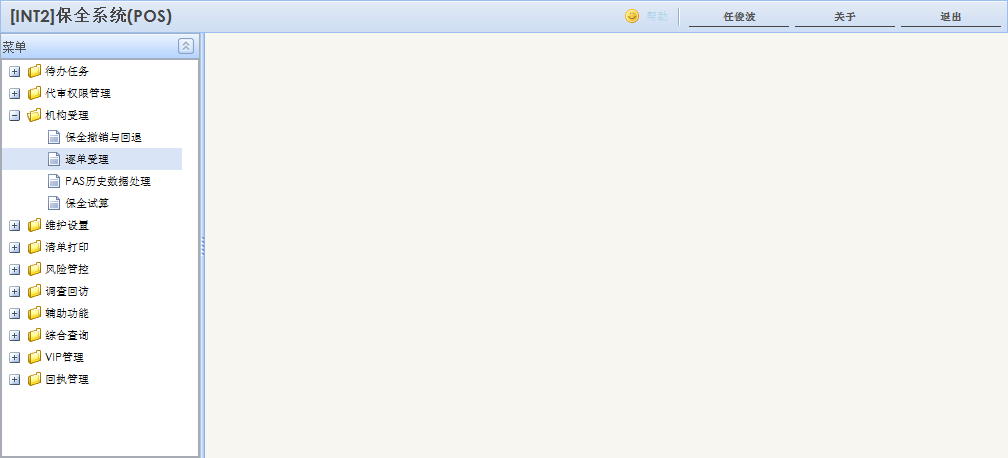 [INT2]保全系统(POS)
帮助
任俊波
关于
退出
菜单
待办任务
代审权限管理
机构受理
保全撤销与回退
逐单受理
PAS历史数据处理
保全试算
维护设置
清单打印
风险管控
调查回访
辅助功能
综合查询
VIP管理
回执管理